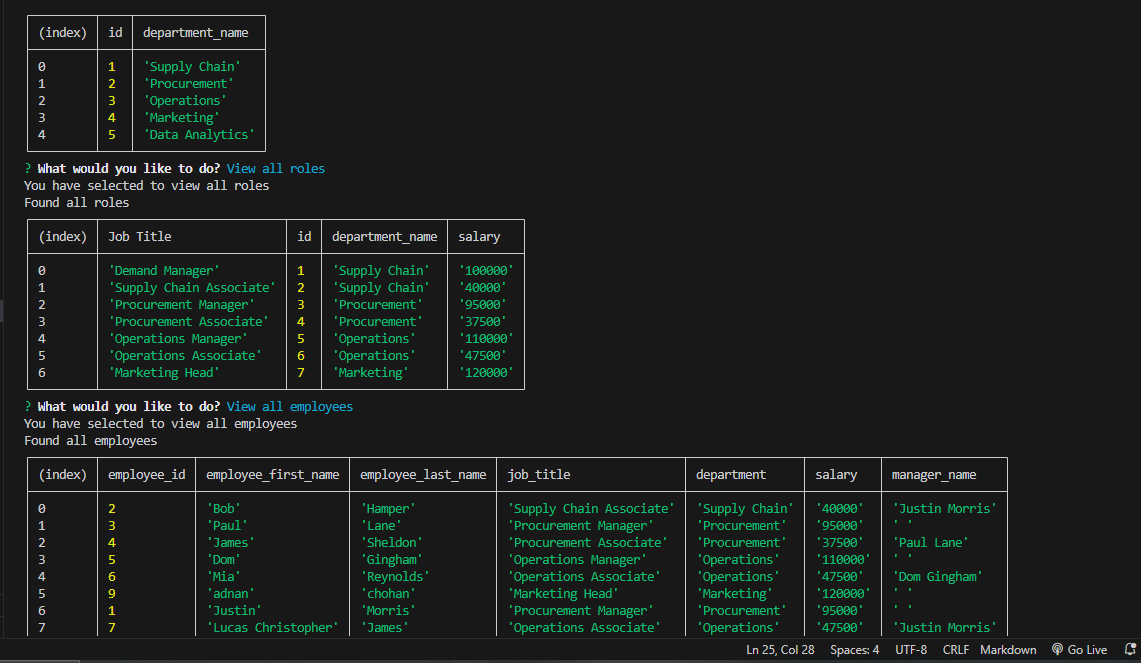 (index) id department_name
0 1 'Supply Chain'
1 2 'Procurement'
2 3 'Operations'
3 4 'Marketing'
4 5 'Data Analytics'
? What would you like to do? View all roles
You have selected to view all roles
Found all roles
(index) Job Title id department_name salary
0 'Demand Manager' 1 'Supply Chain' '100000'
1 'Supply Chain Associate' 2 'Supply Chain' '40000'
2 'Procurement Manager' 3 'Procurement' '95000'
3 'Procurement Associate' 4 'Procurement' '37500'
4 'Operations Manager' 5 'Operations' '110000'
5 'Operations Associate' 6 'Operations' '47500'
6 'Marketing Head' 7 'Marketing' '120000'
? What would you like to do? View all employees
You have selected to view all employees
Found all employees
(index) employee_id employee_first_name employee_last_name job_title department salary manager_name
0 2 'Bob' 'Hamper' 'Supply Chain Associate' 'Supply Chain' '40000' 'Justin Morris'
1 3 'Paul' 'Lane' 'Procurement Manager' 'Procurement' '95000' ' '
2 4 'James' 'Sheldon' 'Procurement Associate' 'Procurement' '37500' 'Paul Lane'
3 5 'Dom' 'Gingham' 'Operations Manager' 'Operations' '110000' ' '
4 6 'Mia' 'Reynolds' 'Operations Associate' 'Operations' '47500' 'Dom Gingham'
5 9 'adnan' 'chohan' 'Marketing Head' 'Marketing' '120000' ' '
6 1 'Justin' 'Morris' 'Procurement Manager' 'Procurement' '95000' ' '
7 7 'Lucas Christopher' 'James' 'Operations Associate' 'Operations' '47500' 'Justin Morris'
Ln 25, Col 28 Spaces: 4 UTF-8 CRLF Markdown Go Live